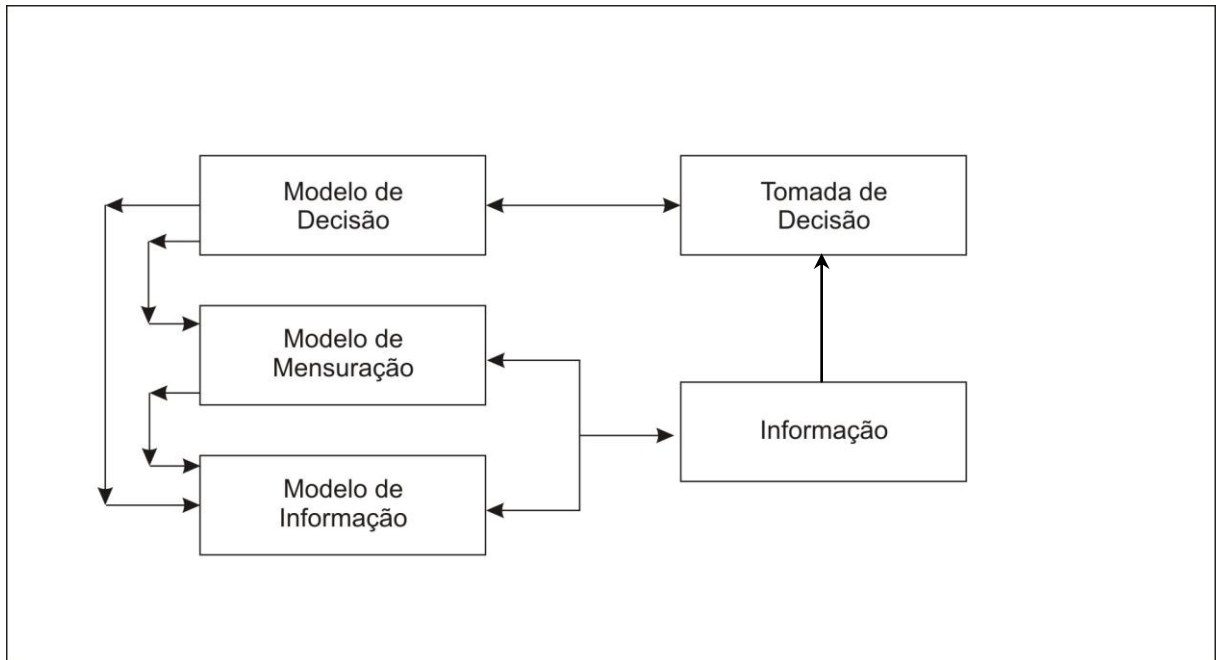 Modelo de
Decisão
Tomada de
Decisão
Modelo de
Mensuração
Informação
Modelo de
Informação